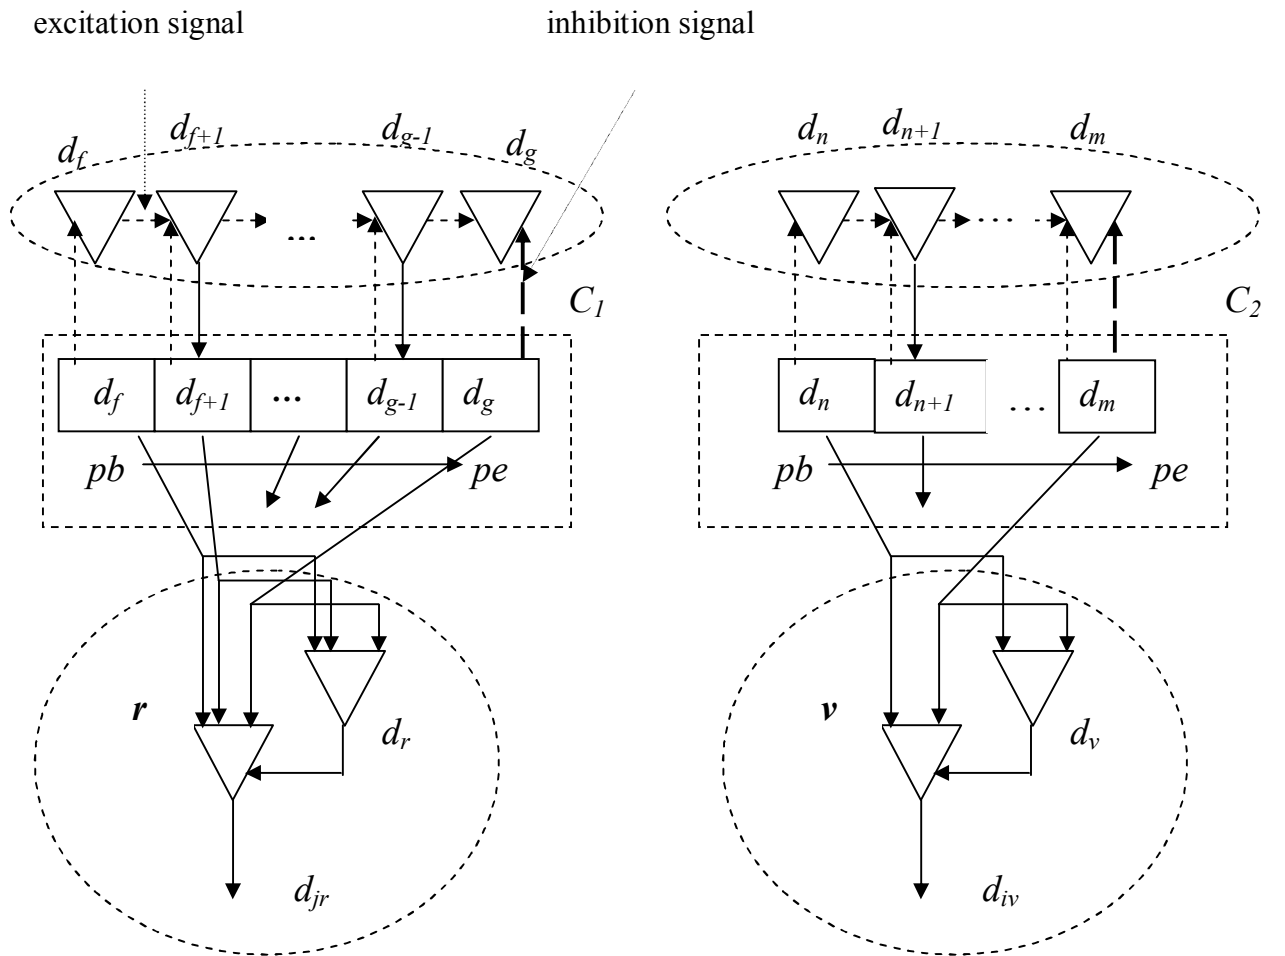 excitation signal inhibition signal
d_f d_{f+1} d_{g-1} d_g d_n d_{n+1} d_m
... ...
C_1 C_2
d_f d_{f+1} ... d_{g-1} d_g d_n d_{n+1} ... d_m
pb pe pb pe
r d_r v d_v
d_{jr} d_{iv}